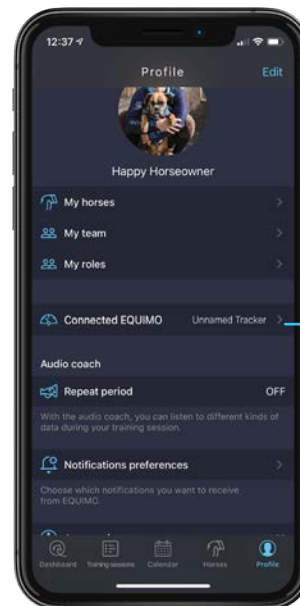 12:37
Profile
Edit
Happy Horseowner
My horses
My team
My roles
Connected EQUIMO Unnamed Tracker
Audio coach
Repeat period OFF
With the audio coach, you can listen to different kinds of
data during your training session.
Notifications preferences
Choose which notifications you want to receive
from EQUIMO.
Dashboard Training sessions Calendar Horses Profile